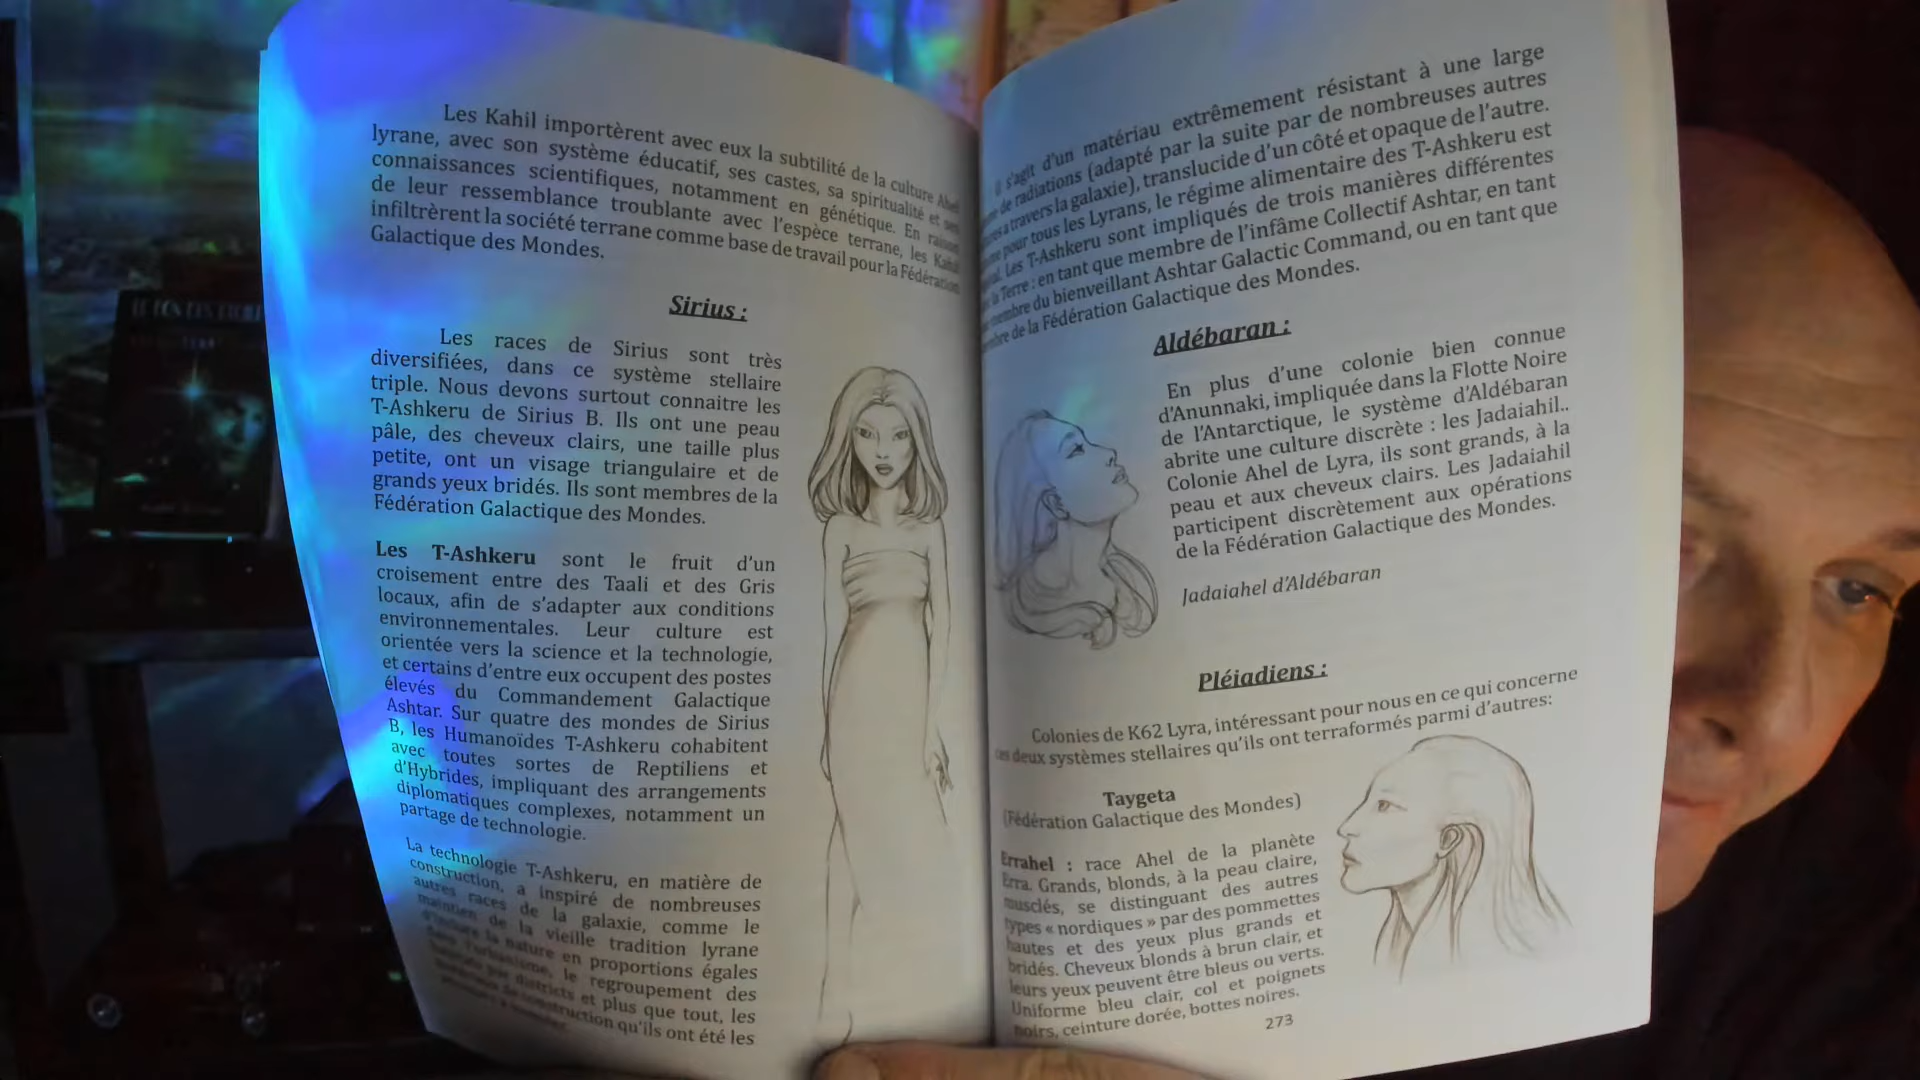 Les Kahil importèrent avec eux la subtilité de la culture Ahel
lyrane, avec son système éducatif, ses castes, sa spiritualité et ses
connaissances scientifiques, notamment en génétique. En raison
de leur ressemblance troublante avec l'espèce terrane, les Kahil
infiltrèrent la société terrane comme base de travail pour la Fédération
Galactique des Mondes.
Sirius :
Les races de Sirius sont très
diversifiées, dans ce système stellaire
triple. Nous devons surtout connaitre les
T-Ashkeru de Sirius B. Ils ont une peau
pâle, des cheveux clairs, une taille plus
petite, ont un visage triangulaire et de
grands yeux bridés. Ils sont membres de la
Fédération Galactique des Mondes.
Les T-Ashkeru sont le fruit d'un
croisement entre des Taali et des Gris
locaux, afin de s'adapter aux conditions
environnementales. Leur culture est
orientée vers la science et la technologie,
et certains d'entre eux occupent des postes
élevés du Commandement Galactique
Ashtar. Sur quatre des mondes de Sirius
B, les Humanoïdes T-Ashkeru cohabitent
avec toutes sortes de Reptiliens et
d'Hybrides, impliquant des arrangements
diplomatiques complexes, notamment un
partage de technologie.
La technologie T-Ashkeru, en matière de
construction, a inspiré de nombreuses
autres races de la galaxie, comme le
maintien de la vieille tradition lyrane
d'inclure la nature en proportions égales
dans l'urbanisme, le regroupement des
par districts et plus que tout, les
de construction qu'ils ont été les
Il s'agit d'un matériau extrêmement résistant à une large
de radiations (adapté par la suite par de nombreuses autres
à travers la galaxie), translucide d'un côté et opaque de l'autre.
pour tous les Lyrans, le régime alimentaire des T-Ashkeru est
Les T-Ashkeru sont impliqués de trois manières différentes
la Terre : en tant que membre de l'infâme Collectif Ashtar, en tant
membre du bienveillant Ashtar Galactic Command, ou en tant que
membre de la Fédération Galactique des Mondes.
Aldébaran :
En plus d'une colonie bien connue
d'Anunnaki, impliquée dans la Flotte Noire
de l'Antarctique, le système d'Aldébaran
abrite une culture discrète : les Jadaiahil..
Colonie Ahel de Lyra, ils sont grands, à la
peau et aux cheveux clairs. Les Jadaiahil
participent discrètement aux opérations
de la Fédération Galactique des Mondes.
Jadaiahel d'Aldébaran
Pléiadiens :
Colonies de K62 Lyra, intéressant pour nous en ce qui concerne
ces deux systèmes stellaires qu'ils ont terraformés parmi d'autres:
Taygeta
(Fédération Galactique des Mondes)
Errahel : race Ahel de la planète
Erra. Grands, blonds, à la peau claire,
musclés, se distinguant des autres
types « nordiques » par des pommettes
hautes et des yeux plus grands et
bridés. Cheveux blonds à brun clair, et
leurs yeux peuvent être bleus ou verts.
Uniforme bleu clair, col et poignets
noirs, ceinture dorée, bottes noires.
273